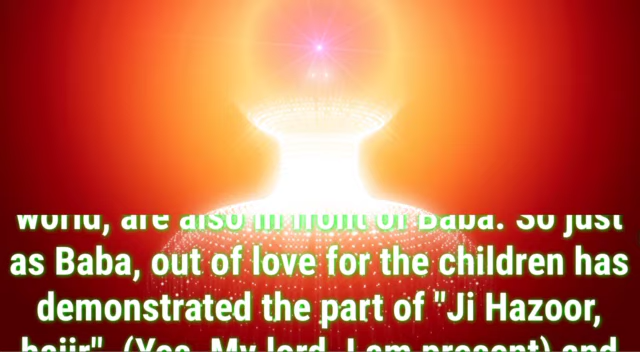 world, are also in front of Baba. So just
as Baba, out of love for the children has
demonstrated the part of "Ji Hazoor,
hajir", (Yes, My lord, I am present) and